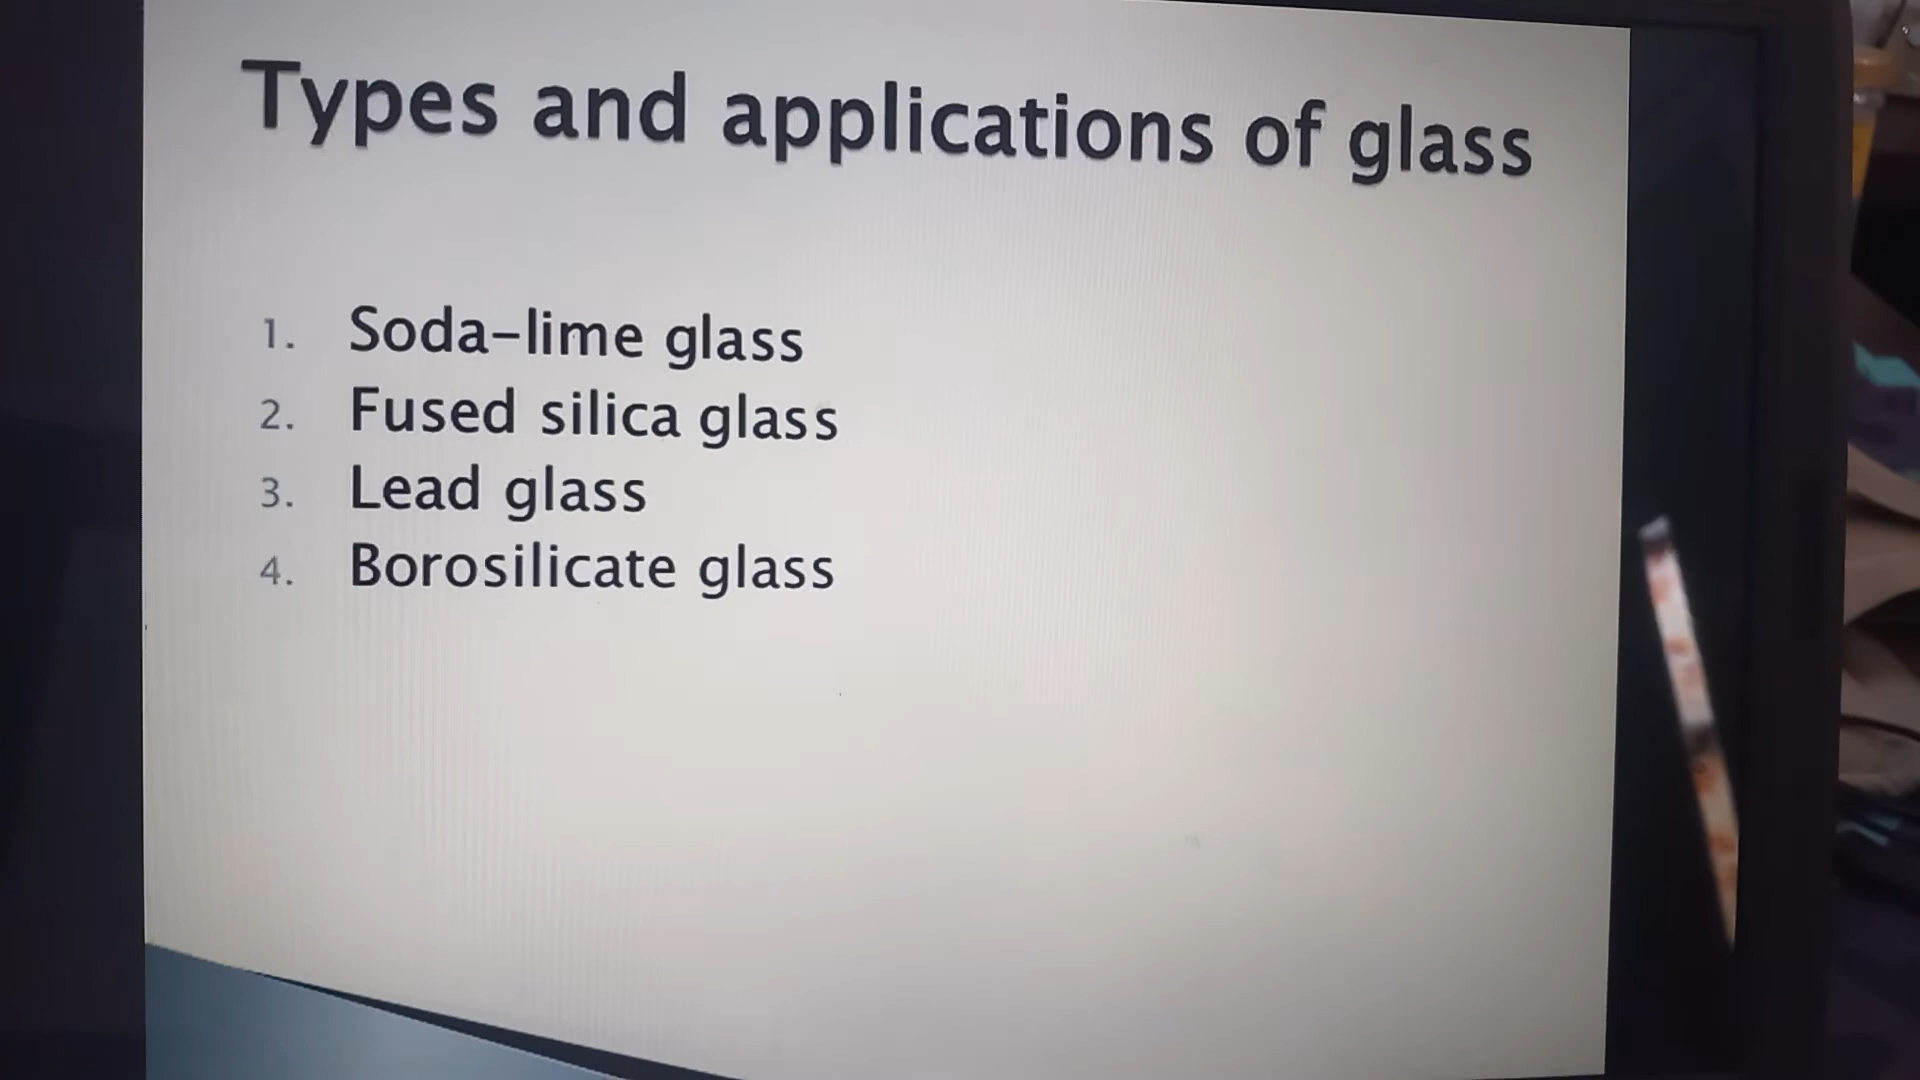 Types and applications of glass
1. Soda-lime glass
2. Fused silica glass
3. Lead glass
4. Borosilicate glass